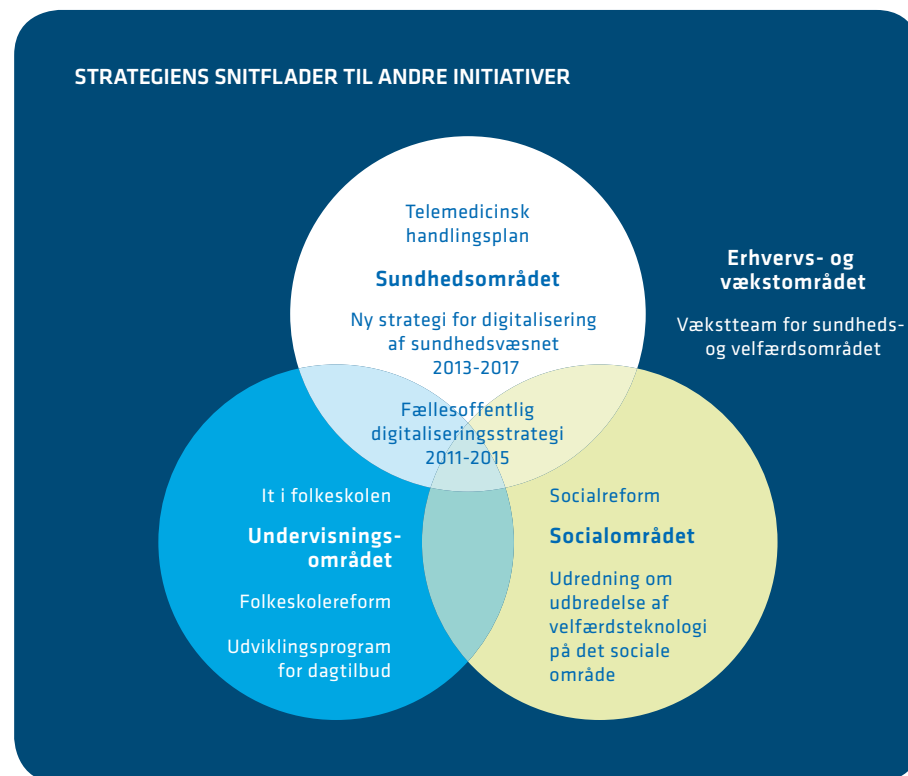 STRATEGIENS SNITFLADER TIL ANDRE INITIATIVER
Telemedicinsk
handlingsplan
Sundhedsområdet
Ny strategi for digitalisering
af sundhedsvæsnet
2013-2017
Fællesoffentlig
digitaliseringsstrategi
2011-2015
Erhvervs- og
vækstområdet
Vækstteam for sundheds-
og velfærdsområdet
It i folkeskolen
Undervisnings-
området
Folkeskolereform
Udviklingsprogram
for dagtilbud
Socialreform
Socialområdet
Udredning om
udbredelse af
velfærdsteknologi
på det sociale
område